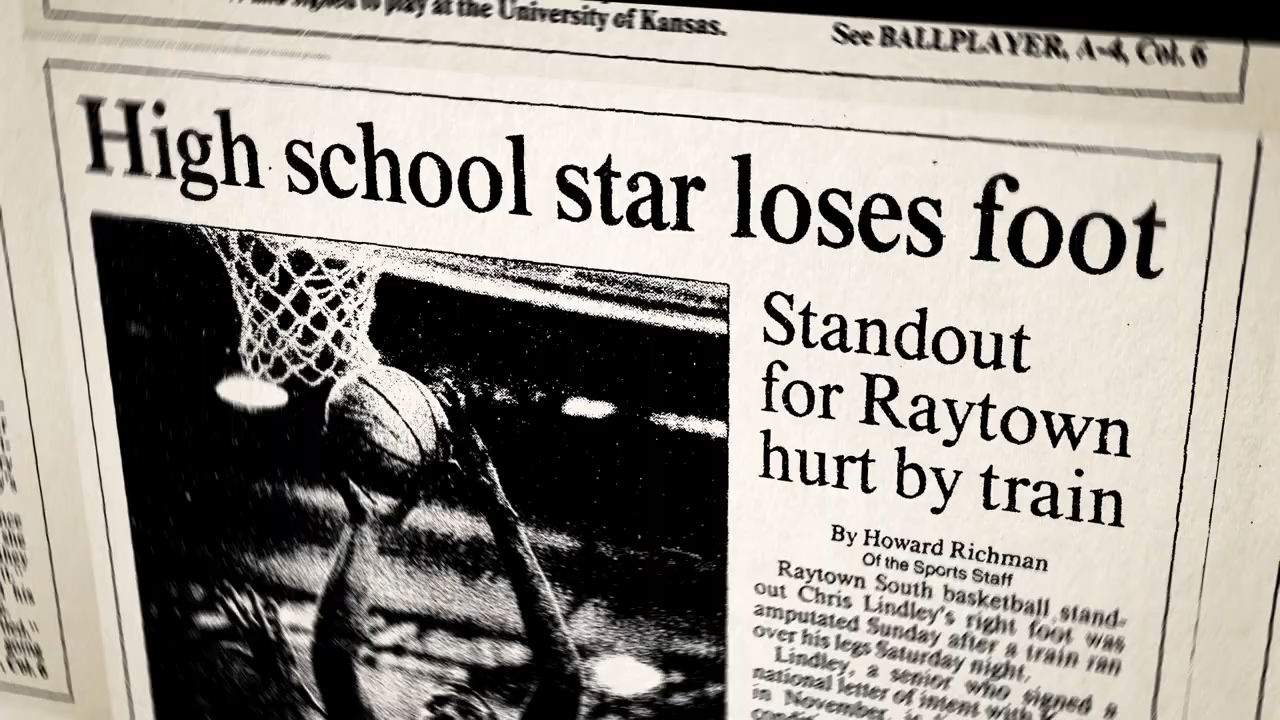 and signed to play at the University of Kansas.
See BALLPLAYER, A-4, Col. 6
High school star loses foot
Standout
for Raytown
hurt by train
By Howard Richman
Of the Sports Staff
Raytown South basketball stand-
out Chris Lindley's right foot was
amputated Sunday after a train ran
over his legs Saturday night.
Lindley, a senior who signed a
national letter of intent with
in November, is